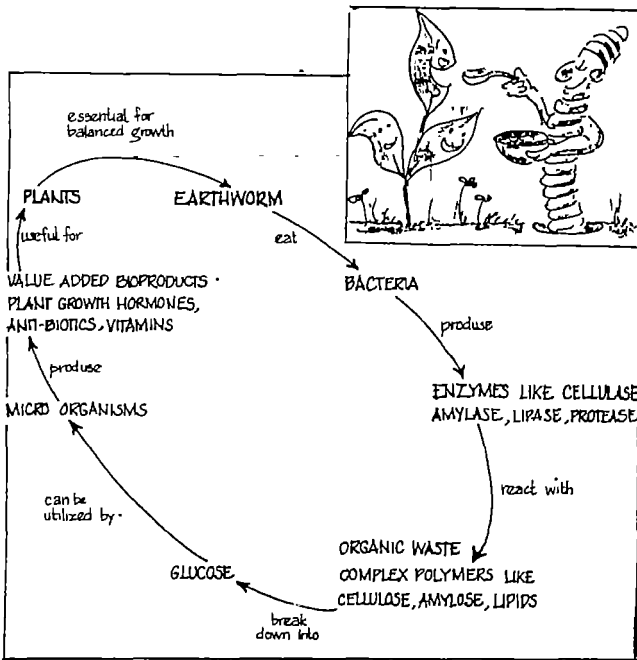 essential for
balanced growth
PLANTS
EARTHWORM
eat
BACTERIA
produse
ENZYMES LIKE CELLULASE
AMYLASE, LIPASE, PROTEASE
react with
ORGANIC WASTE
COMPLEX POLYMERS LIKE
CELLULOSE, AMYLOSE, LIPIDS
break
down into
GLUCOSE
can be
utilized by.
MICRO ORGANISMS
produse
VALUE ADDED BIOPRODUCTS.
PLANT GROWTH HORMONES,
ANTI-BIOTICS, VITAMINS
useful for